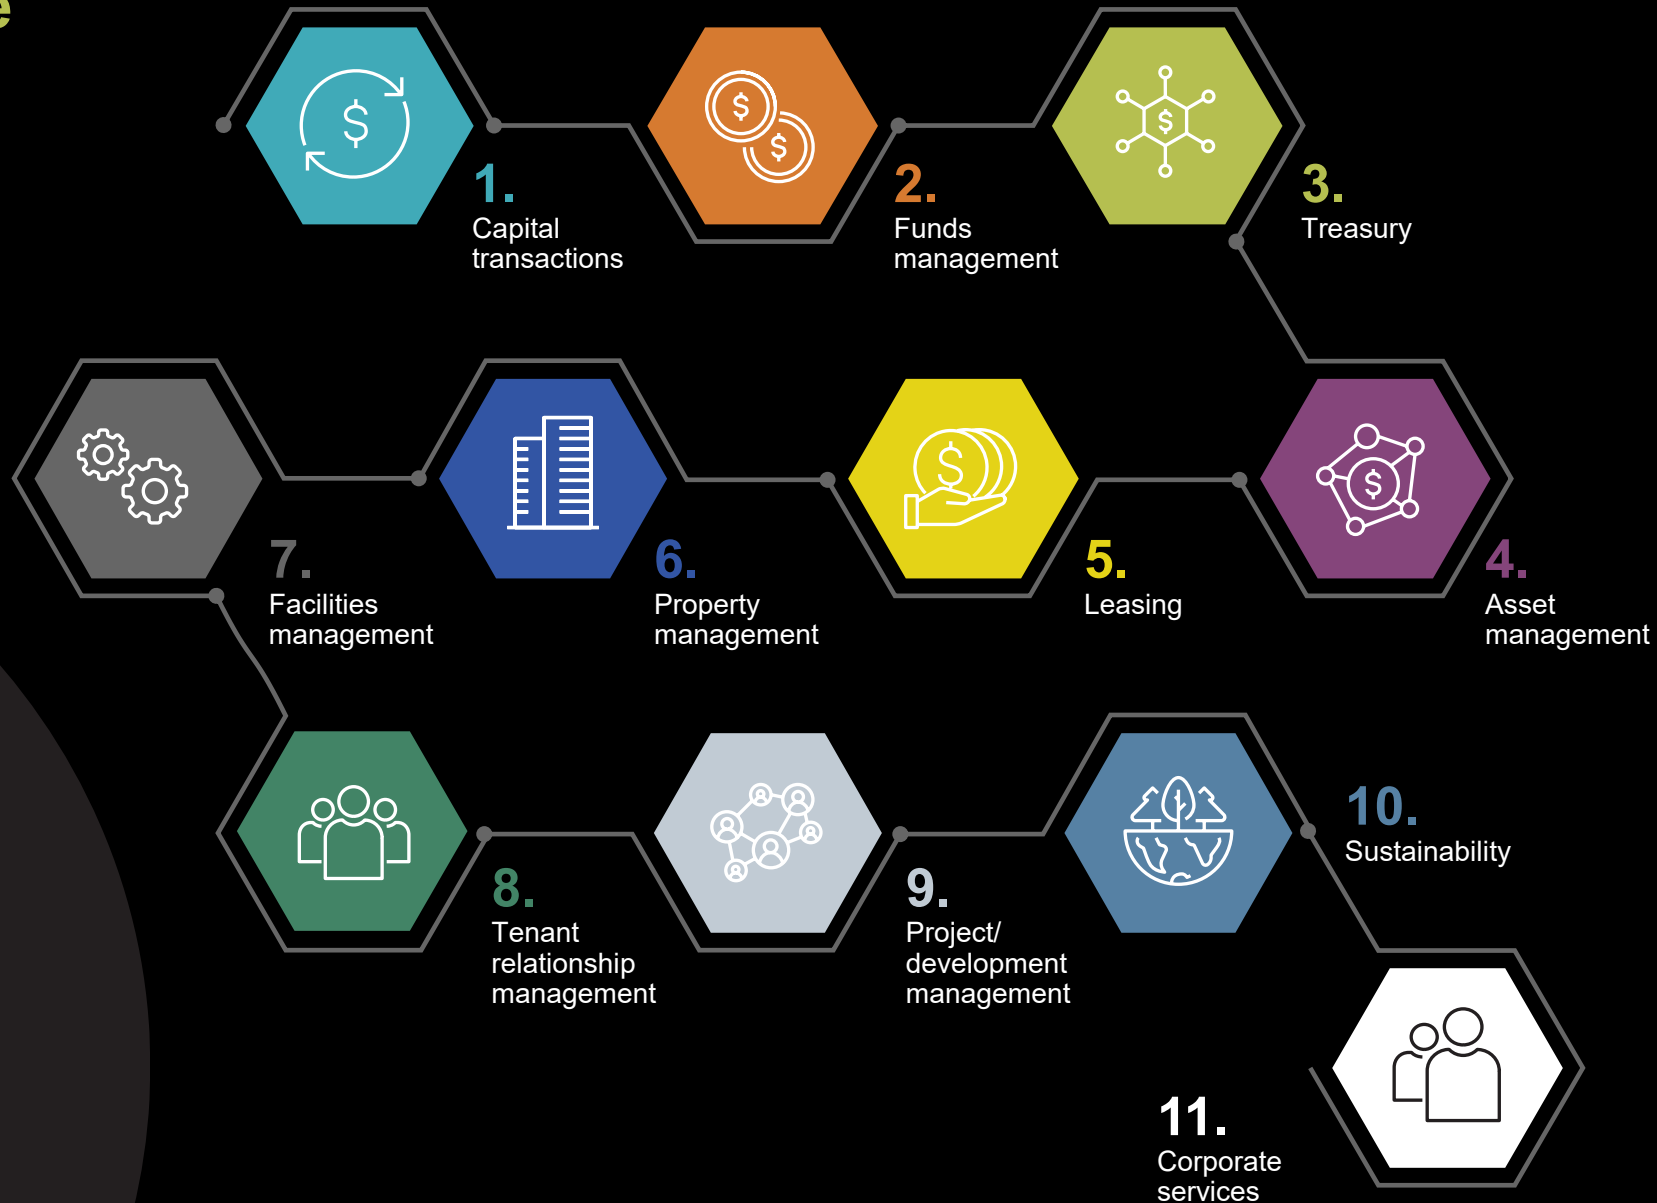 e
1.
Capital
transactions
2.
Funds
management
3.
Treasury
4.
Asset
management
5.
Leasing
6.
Property
management
7.
Facilities
management
8.
Tenant
relationship
management
9.
Project/
development
management
10.
Sustainability
11.
Corporate
services